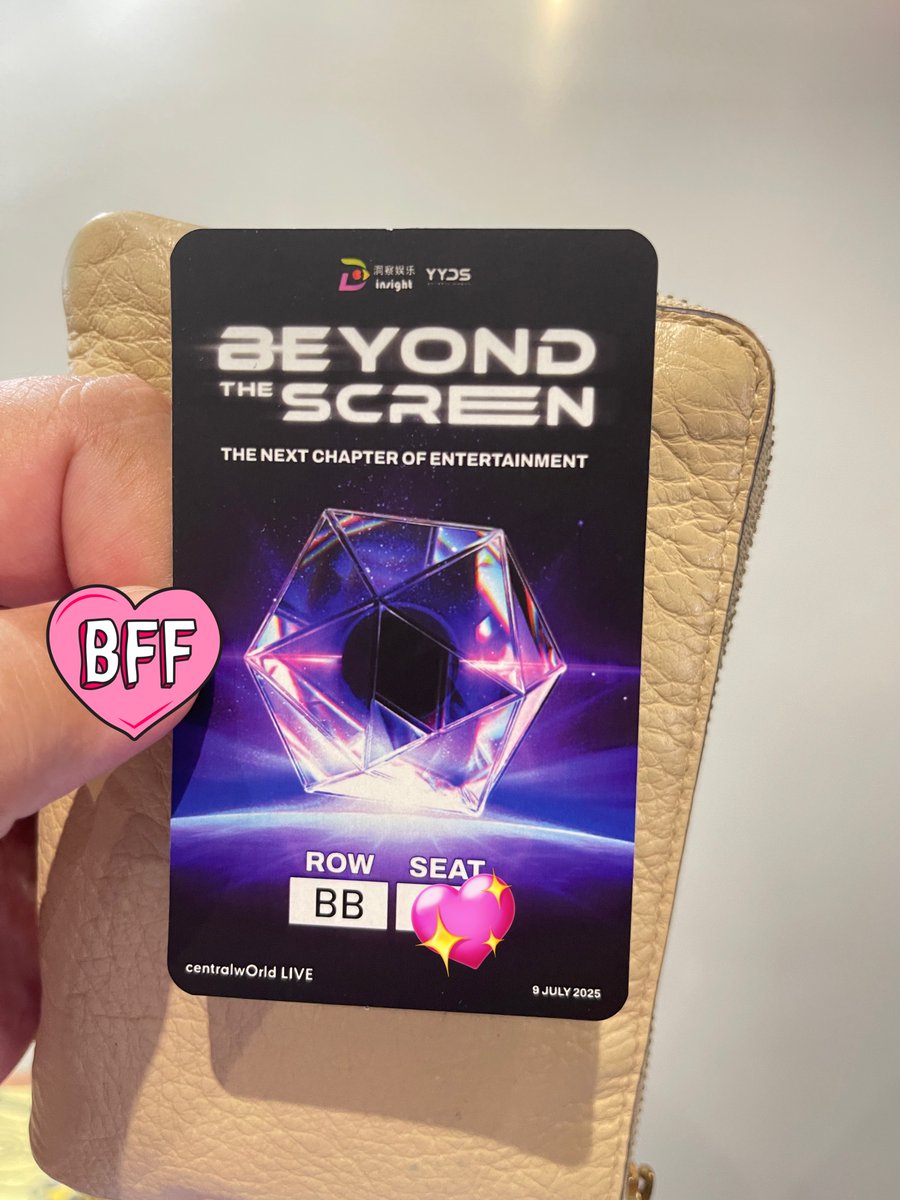 洞察娱乐
insight
YYDS
BEYOND
THE SCREEN
THE NEXT CHAPTER OF ENTERTAINMENT
BFF
ROW SEAT
BB
centralwOrld LIVE
9 JULY 2025